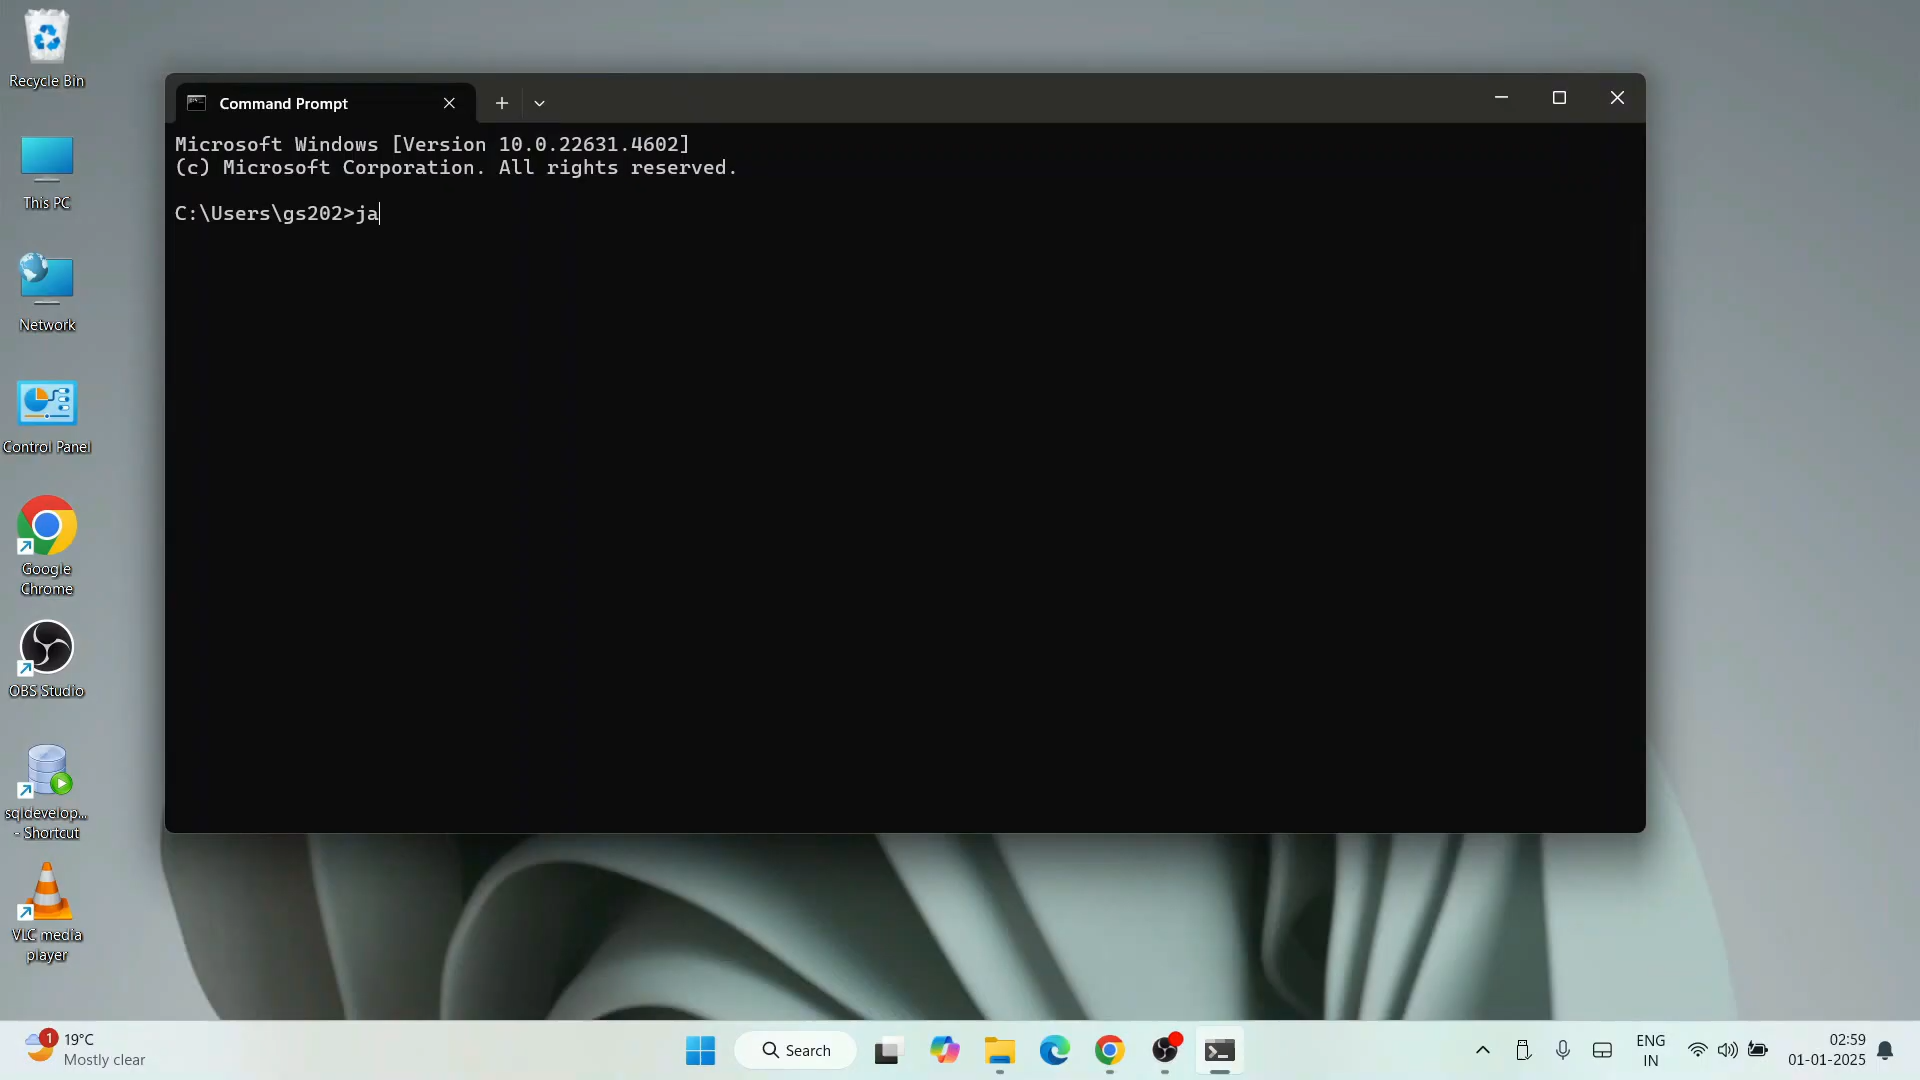 Recycle Bin
This PC
Network
Control Panel
Google
Chrome
OBS Studio
sqldevelop...
- Shortcut
VLC media
player
Command Prompt
Microsoft Windows [Version 10.0.22631.4602]
(c) Microsoft Corporation. All rights reserved.
C:\Users\gs202>ja
1
19°C
Mostly clear
Search
ENG
IN
02:59
01-01-2025